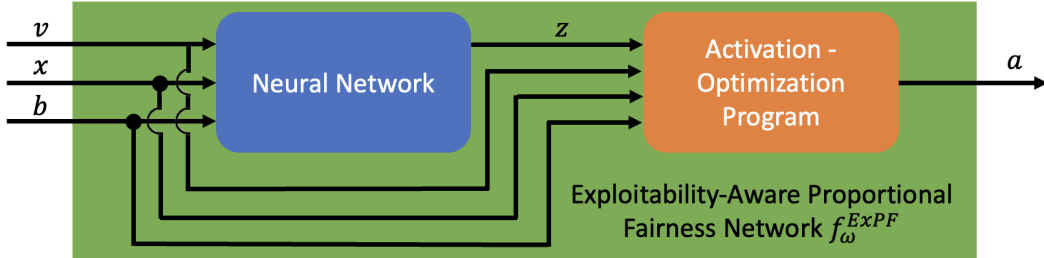 v
x
b
Neural Network
z
Activation -
Optimization
Program
a
Exploitability-Aware Proportional
Fairness Network f_ω^{ExPF}